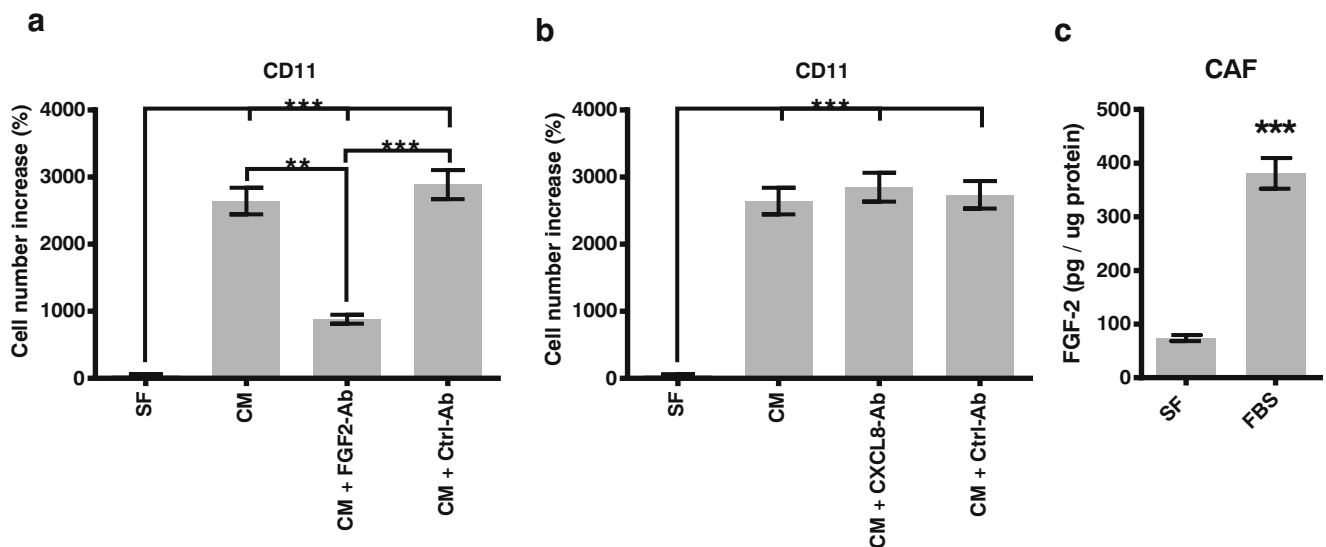 a
CD11
Cell number increase (%)
4000
3000
2000
1000
0
***
**
***
SF
CM
CM + FGF2-Ab
CM + Ctrl-Ab
b
CD11
Cell number increase (%)
4000
3000
2000
1000
0
***
SF
CM
CM + CXCL8-Ab
CM + Ctrl-Ab
c
CAF
FGF-2 (pg / ug protein)
500
400
300
200
100
0
***
SF
FBS